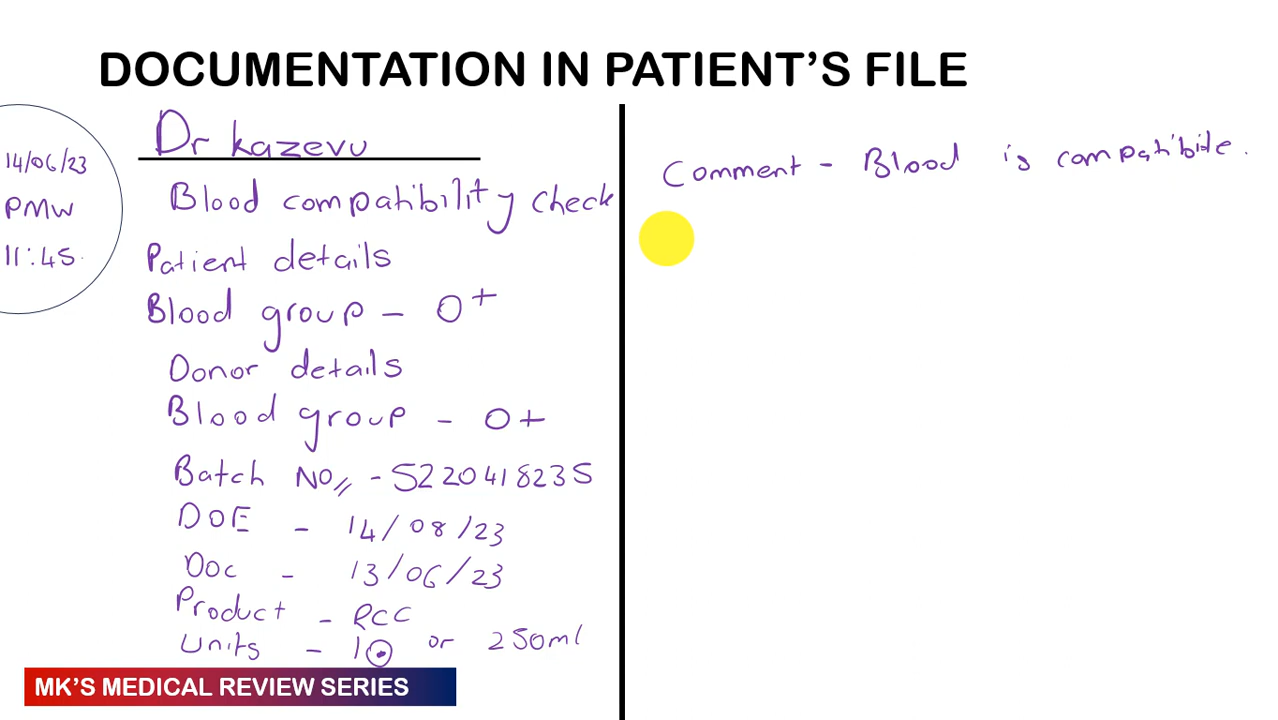 DOCUMENTATION IN PATIENT'S FILE
14/06/23
PMW
11:45
Dr kazevu
Blood compatibility check
Patient details
Blood group - O+
Donor details
Blood group - O+
Batch No// - 522041823S
DOE - 14/08/23
Doc - 13/06/23
Product - RCC
Units - 1 or 250ml
Comment - Blood is compatible.
MK'S MEDICAL REVIEW SERIES